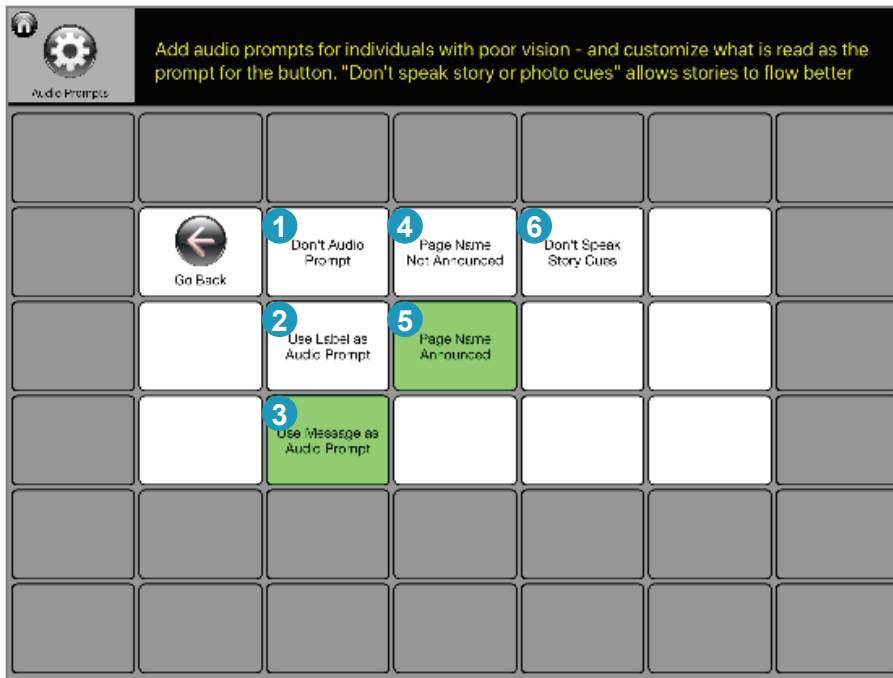 Add audio prompts for individuals with poor vision - and customize what is read as the
prompt for the button. "Don't speak story or photo cues" allows stories to flow better
Audio Prompts
1
Don't Audio
Prompt
4
Page Name
Not Announced
6
Don't Speak
Story Cues
Go Back
2
Use Label as
Audio Prompt
5
Page Name
Announced
3
Use Message as
Audio Prompt